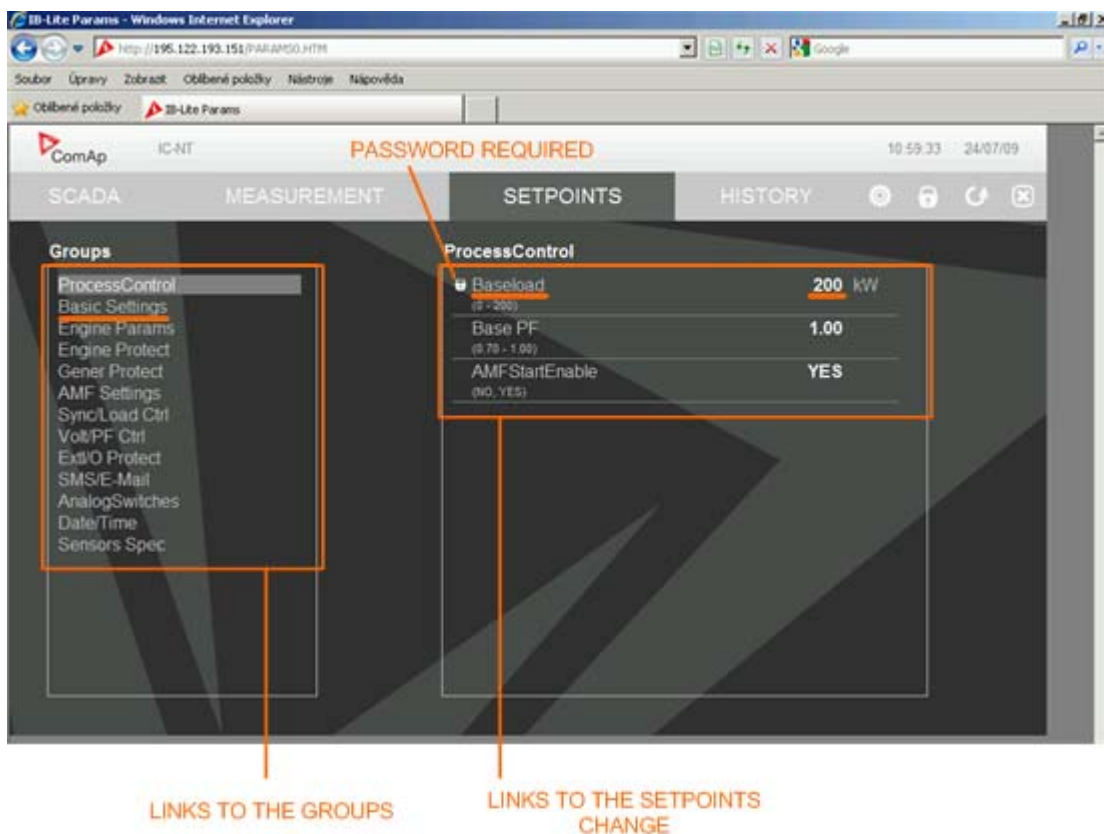 IB-Lite Params - Windows Internet Explorer
http://195.122.193.151/PARAMS0.HTM
Google
Soubor Úpravy Zobrazit Oblíbené položky Nástroje Nápověda
Oblíbené položky IB-Lite Params
ComAp IC-NT PASSWORD REQUIRED 10:59:33 24/07/09
SCADA MEASUREMENT SETPOINTS HISTORY
Groups
ProcessControl
Basic Settings
Engine Params
Engine Protect
Gener Protect
AMF Settings
Sync/Load Ctrl
Volt/PF Ctrl
ExtI/O Protect
SMS/E-Mail
AnalogSwitches
Date/Time
Sensors Spec
ProcessControl
Baseload 200 kW
(0 - 200)
Base PF 1.00
(0.70 - 1.00)
AMFStartEnable YES
(NO, YES)
LINKS TO THE GROUPS
LINKS TO THE SETPOINTS
CHANGE